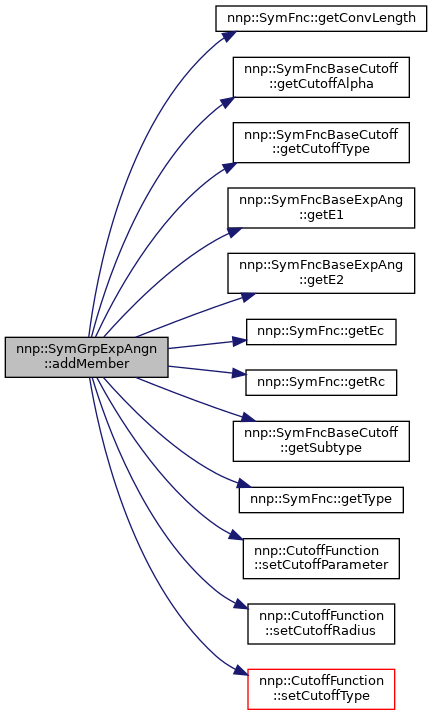 nnp::SymFnc::getConvLength
nnp::SymFncBaseCutoff
::getCutoffAlpha
nnp::SymFncBaseCutoff
::getCutoffType
nnp::SymFncBaseExpAng
::getE1
nnp::SymFncBaseExpAng
::getE2
nnp::SymGrpExpAngn
::addMember
nnp::SymFnc::getEc
nnp::SymFnc::getRc
nnp::SymFncBaseCutoff
::getSubtype
nnp::SymFnc::getType
nnp::CutoffFunction
::setCutoffParameter
nnp::CutoffFunction
::setCutoffRadius
nnp::CutoffFunction
::setCutoffType